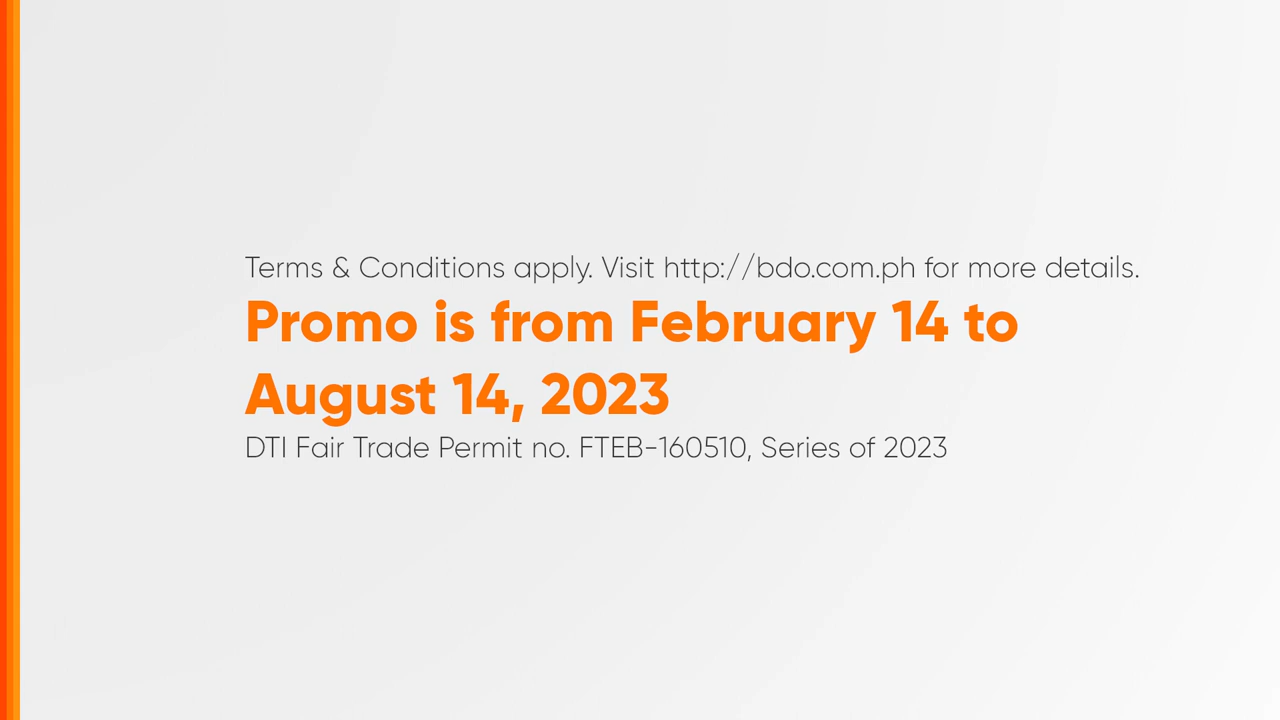 Terms & Conditions apply. Visit http://bdo.com.ph for more details.
Promo is from February 14 to
August 14, 2023
DTI Fair Trade Permit no. FTEB-160510, Series of 2023